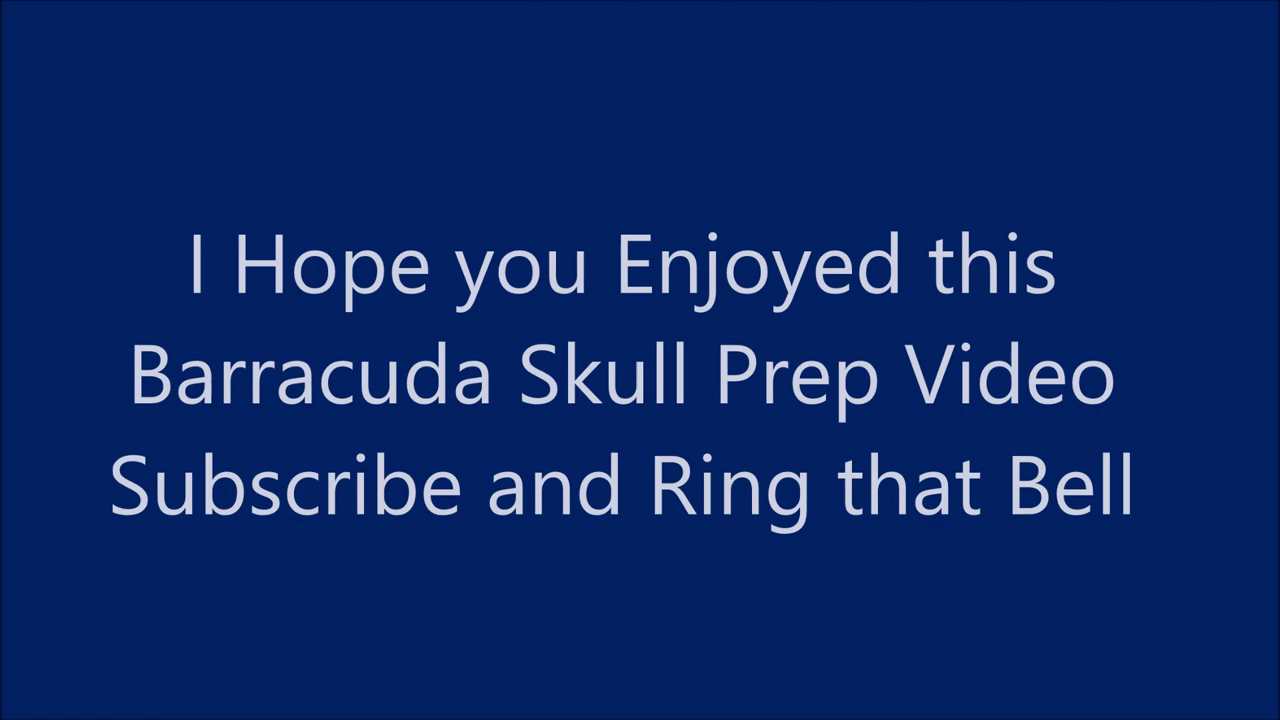 I Hope you Enjoyed this
Barracuda Skull Prep Video
Subscribe and Ring that Bell